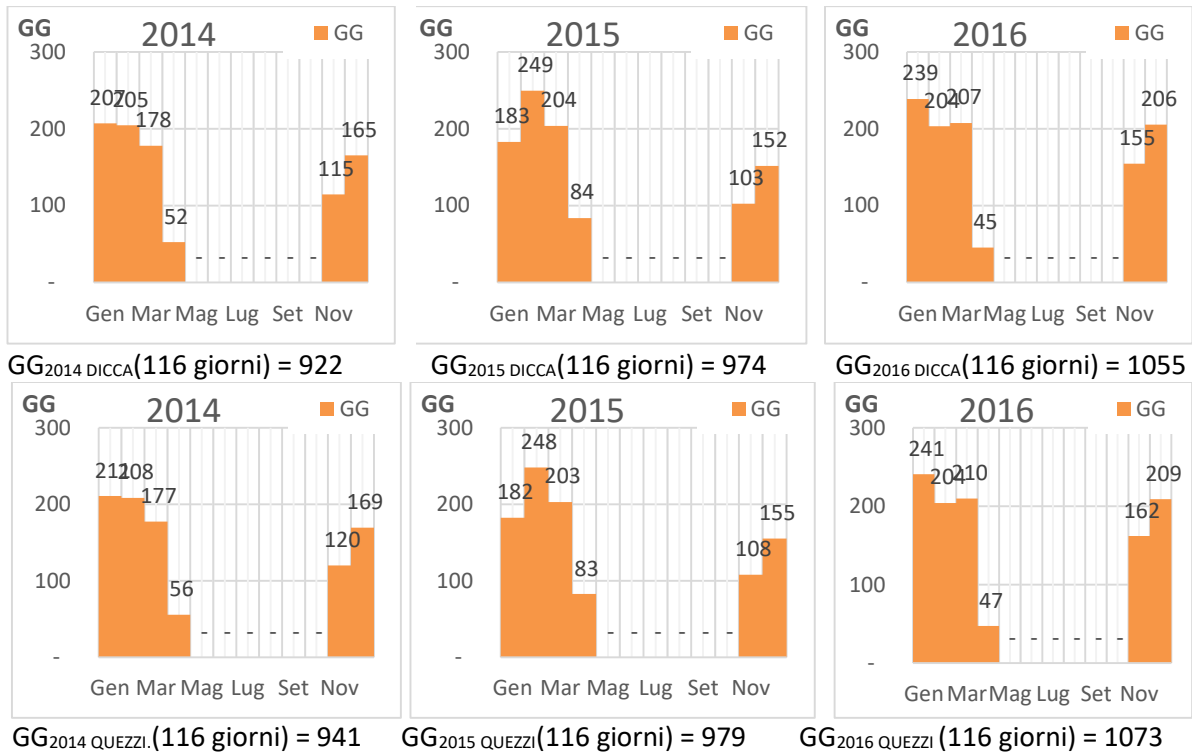 GG 2014 GG
300
207 205 178 52 - - - - - - 115 165
200
100
-
Gen Mar Mag Lug Set Nov
GG 2015 GG
300
183 249 204 84 - - - - - - 103 152
200
100
-
Gen Mar Mag Lug Set Nov
GG 2016 GG
300
239 204 207 45 - - - - - - 155 206
200
100
-
Gen Mar Mag Lug Set Nov
GG2014 DICCA(116 giorni) = 922
GG2015 DICCA(116 giorni) = 974
GG2016 DICCA(116 giorni) = 1055
GG 2014 GG
300
211 208 177 56 - - - - - - 120 169
200
100
-
Gen Mar Mag Lug Set Nov
GG 2015 GG
300
182 248 203 83 - - - - - - 108 155
200
100
-
Gen Mar Mag Lug Set Nov
GG 2016 GG
300
241 204 210 47 - - - - - - 162 209
200
100
-
Gen Mar Mag Lug Set Nov
GG2014 QUEZZI.(116 giorni) = 941
GG2015 QUEZZI(116 giorni) = 979
GG2016 QUEZZI (116 giorni) = 1073